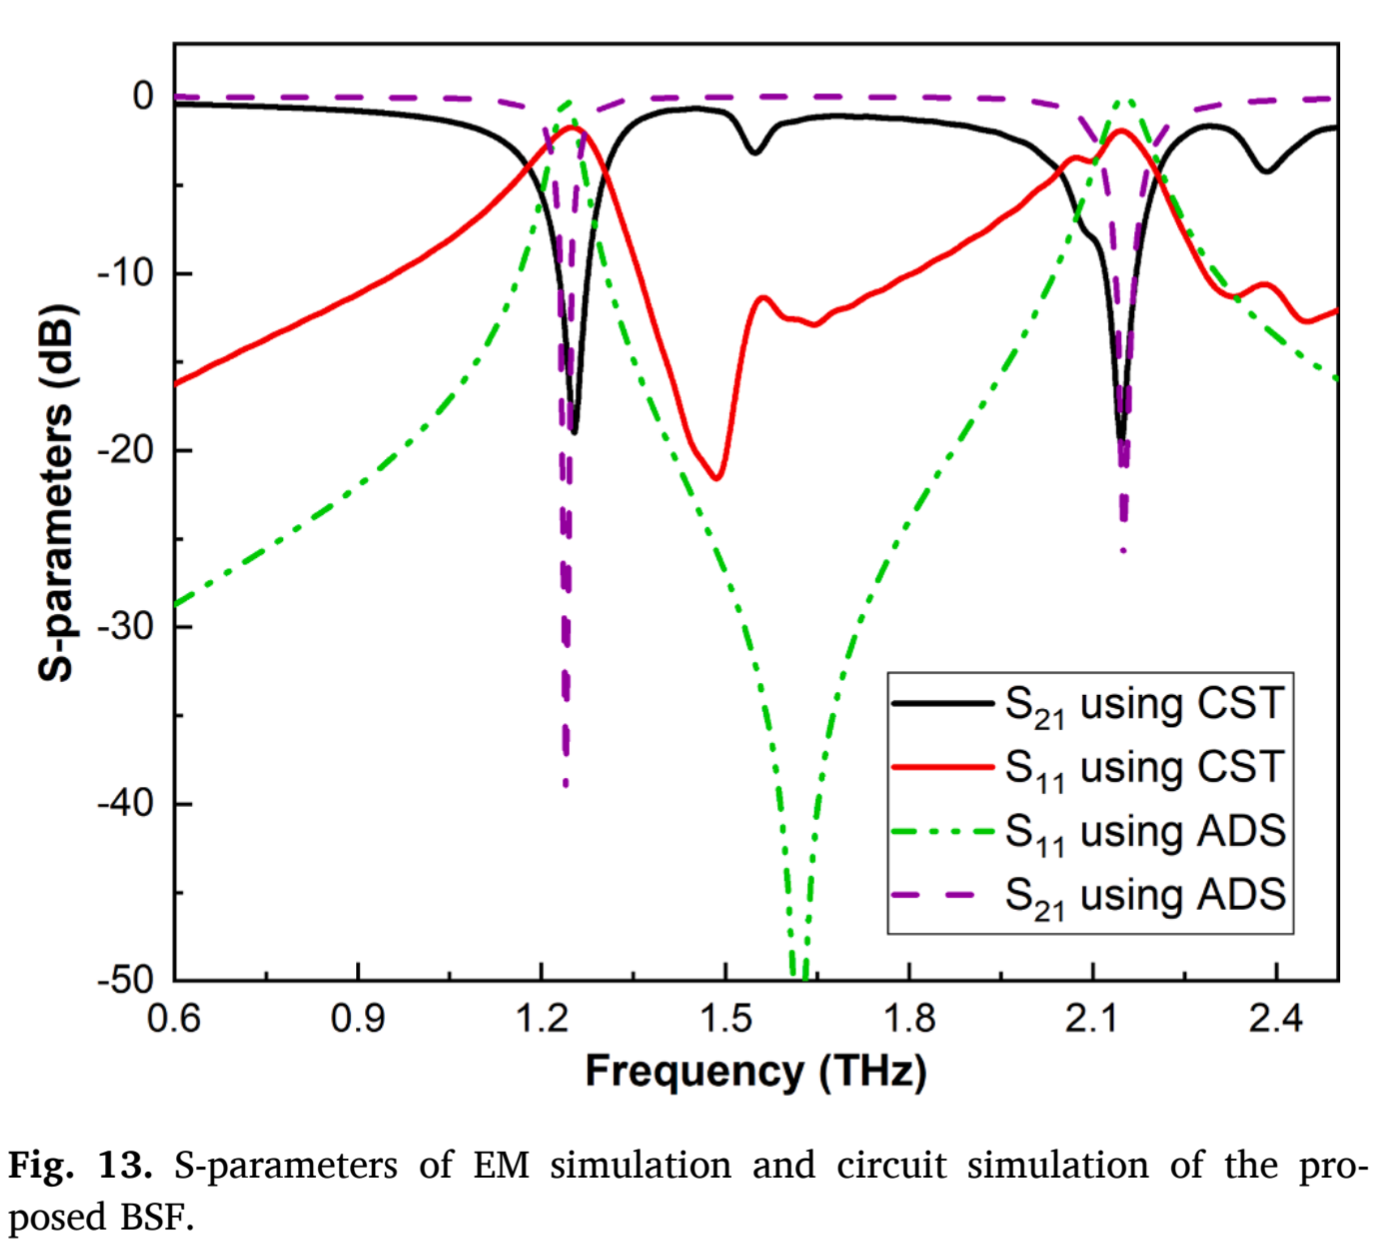 0
-10
-20
-30
-40
-50
S-parameters (dB)
0.6 0.9 1.2 1.5 1.8 2.1 2.4
Frequency (THz)
S21 using CST
S11 using CST
S11 using ADS
S21 using ADS
Fig. 13. S-parameters of EM simulation and circuit simulation of the pro-
posed BSF.